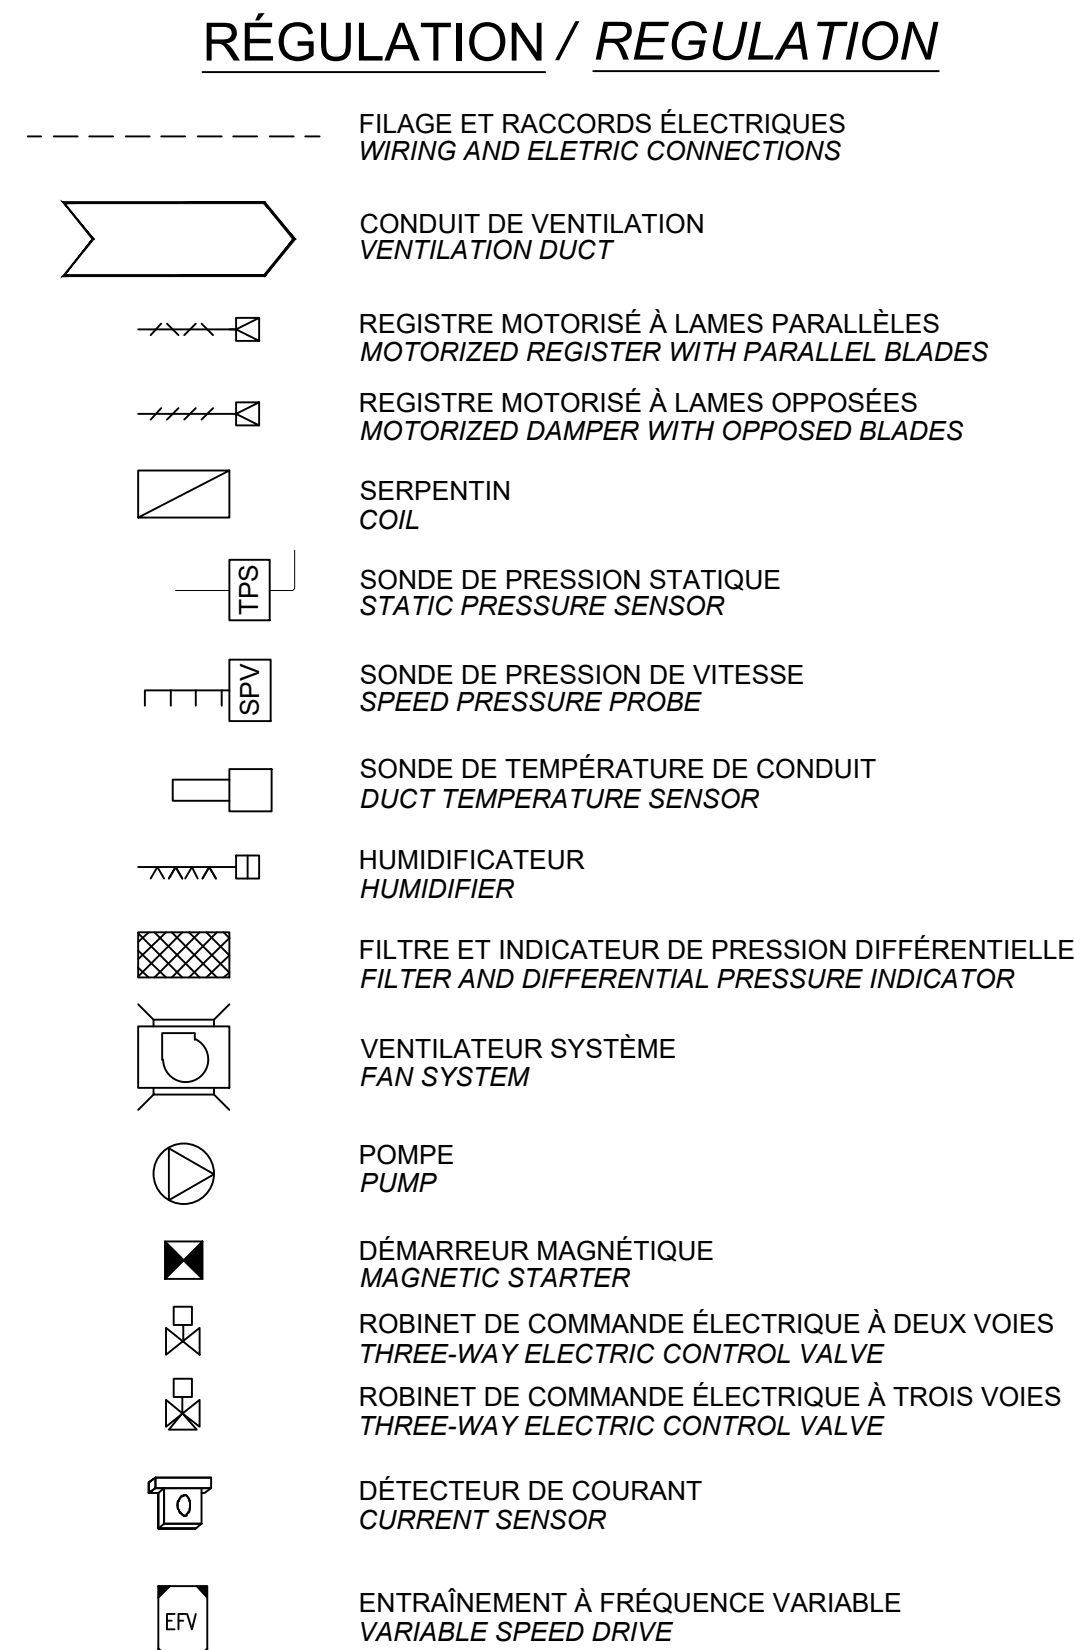 RÉGULATION / REGULATION
FILAGE ET RACCORDS ÉLECTRIQUES
WIRING AND ELETRIC CONNECTIONS
CONDUIT DE VENTILATION
VENTILATION DUCT
REGISTRE MOTORISÉ À LAMES PARALLÈLES
MOTORIZED REGISTER WITH PARALLEL BLADES
REGISTRE MOTORISÉ À LAMES OPPOSÉES
MOTORIZED DAMPER WITH OPPOSED BLADES
SERPENTIN
COIL
TPS
SONDE DE PRESSION STATIQUE
STATIC PRESSURE SENSOR
SPV
SONDE DE PRESSION DE VITESSE
SPEED PRESSURE PROBE
SONDE DE TEMPÉRATURE DE CONDUIT
DUCT TEMPERATURE SENSOR
HUMIDIFICATEUR
HUMIDIFIER
FILTRE ET INDICATEUR DE PRESSION DIFFÉRENTIELLE
FILTER AND DIFFERENTIAL PRESSURE INDICATOR
VENTILATEUR SYSTÈME
FAN SYSTEM
POMPE
PUMP
DÉMARREUR MAGNÉTIQUE
MAGNETIC STARTER
ROBINET DE COMMANDE ÉLECTRIQUE À DEUX VOIES
THREE-WAY ELECTRIC CONTROL VALVE
ROBINET DE COMMANDE ÉLECTRIQUE À TROIS VOIES
THREE-WAY ELECTRIC CONTROL VALVE
DÉTECTEUR DE COURANT
CURRENT SENSOR
EFV
ENTRAÎNEMENT À FRÉQUENCE VARIABLE
VARIABLE SPEED DRIVE